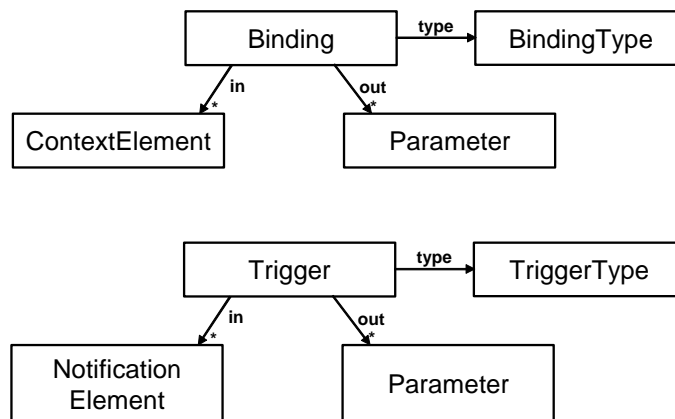 Binding
type
BindingType
in
out
*
*
ContextElement
Parameter
Trigger
type
TriggerType
in
out
*
*
Notification
Element
Parameter